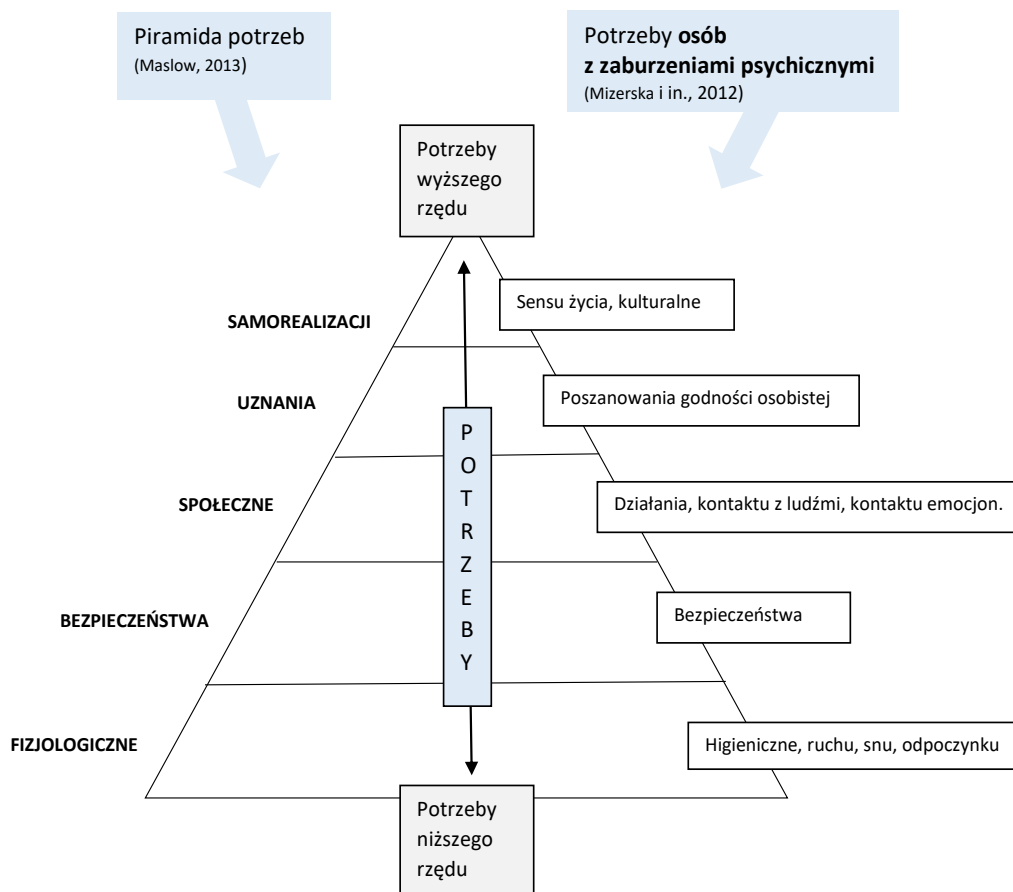 Piramida potrzeb
(Maslow, 2013)
Potrzeby osób
z zaburzeniami psychicznymi
(Mizerska i in., 2012)
Potrzeby
wyższego
rzędu
SAMOREALIZACJI
Sensu życia, kulturalne
UZNANIA
Poszanowania godności osobistej
SPOŁECZNE
Działania, kontaktu z ludźmi, kontaktu emocjon.
BEZPIECZEŃSTWA
Bezpieczeństwa
FIZJOLOGICZNE
Higieniczne, ruchu, snu, odpoczynku
P
O
T
R
Z
E
B
Y
Potrzeby
niższego
rzędu